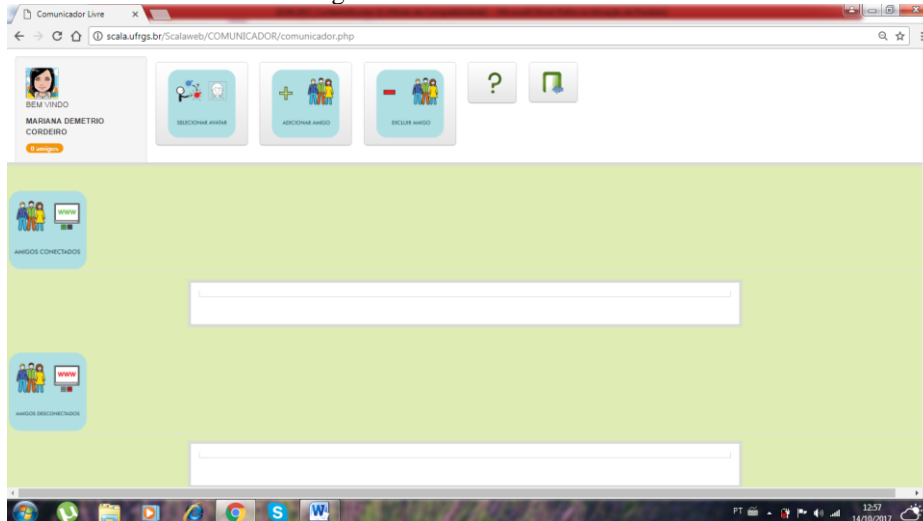 Comunicador Livre
scala.ufrgs.br/Scalaweb/COMUNICADOR/comunicador.php
BEM VINDO
MARIANA DEMETRIO
CORDEIRO
0 amigos
SELECIONAR AVATAR
ADICIONAR AMIGO
EXCLUIR AMIGO
?
www
AMIGOS CONECTADOS
www
AMIGOS DESCONECTADOS
PT
12:57
14/10/2017